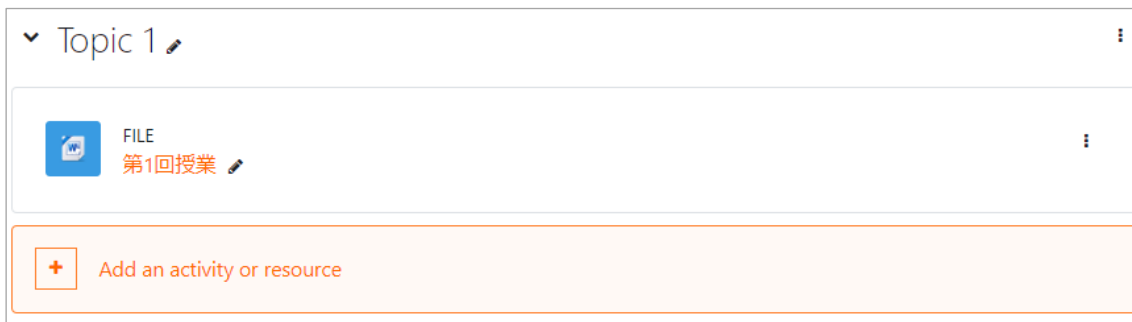 Topic 1
FILE
第1回授業
Add an activity or resource